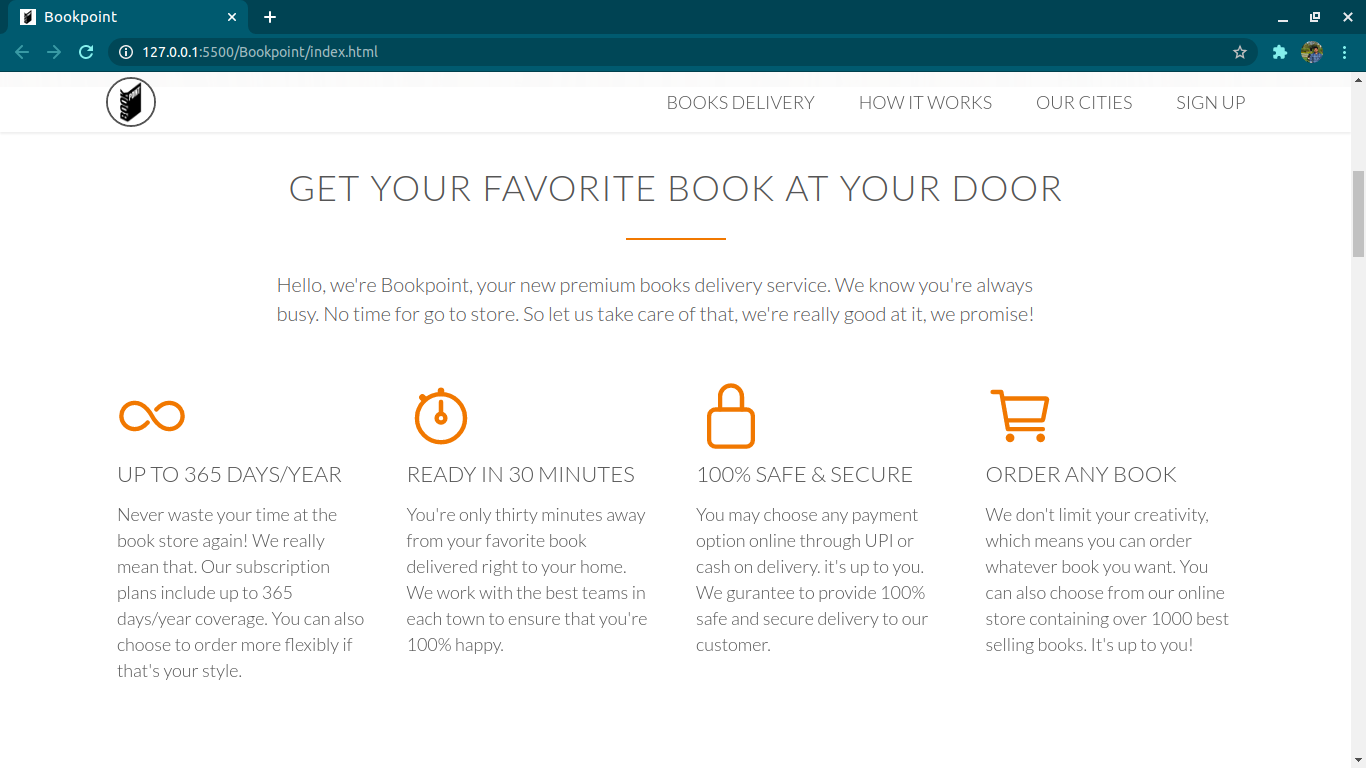 Bookpoint
127.0.0.1:5500/Bookpoint/index.html
BOOK POINT
BOOKS DELIVERY HOW IT WORKS OUR CITIES SIGN UP
GET YOUR FAVORITE BOOK AT YOUR DOOR
Hello, we're Bookpoint, your new premium books delivery service. We know you're always
busy. No time for go to store. So let us take care of that, we're really good at it, we promise!
UP TO 365 DAYS/YEAR
Never waste your time at the
book store again! We really
mean that. Our subscription
plans include up to 365
days/year coverage. You can also
choose to order more flexibly if
that's your style.
READY IN 30 MINUTES
You're only thirty minutes away
from your favorite book
delivered right to your home.
We work with the best teams in
each town to ensure that you're
100% happy.
100% SAFE & SECURE
You may choose any payment
option online through UPI or
cash on delivery. it's up to you.
We gurantee to provide 100%
safe and secure delivery to our
customer.
ORDER ANY BOOK
We don't limit your creativity,
which means you can order
whatever book you want. You
can also choose from our online
store containing over 1000 best
selling books. It's up to you!